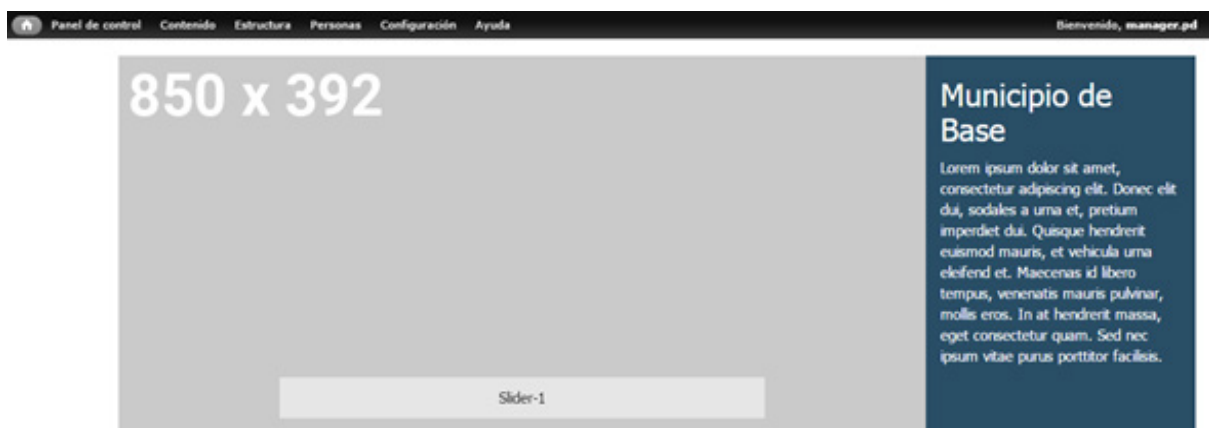 Panel de control Contenido Estructura Personas Configuración Ayuda Bienvenido, manager.pd
850 x 392
Municipio de
Base
Lorem ipsum dolor sit amet,
consectetur adipiscing elit. Donec elit
dui, sodales a urna et, pretium
imperdiet dui. Quisque hendrerit
euismod mauris, et vehicula urna
eleifend et. Maecenas id libero
tempus, venenatis mauris pulvinar,
mollis eros. In at hendrerit massa,
eget consectetur quam. Sed nec
ipsum vitae purus porttitor facilisis.
Slider-1